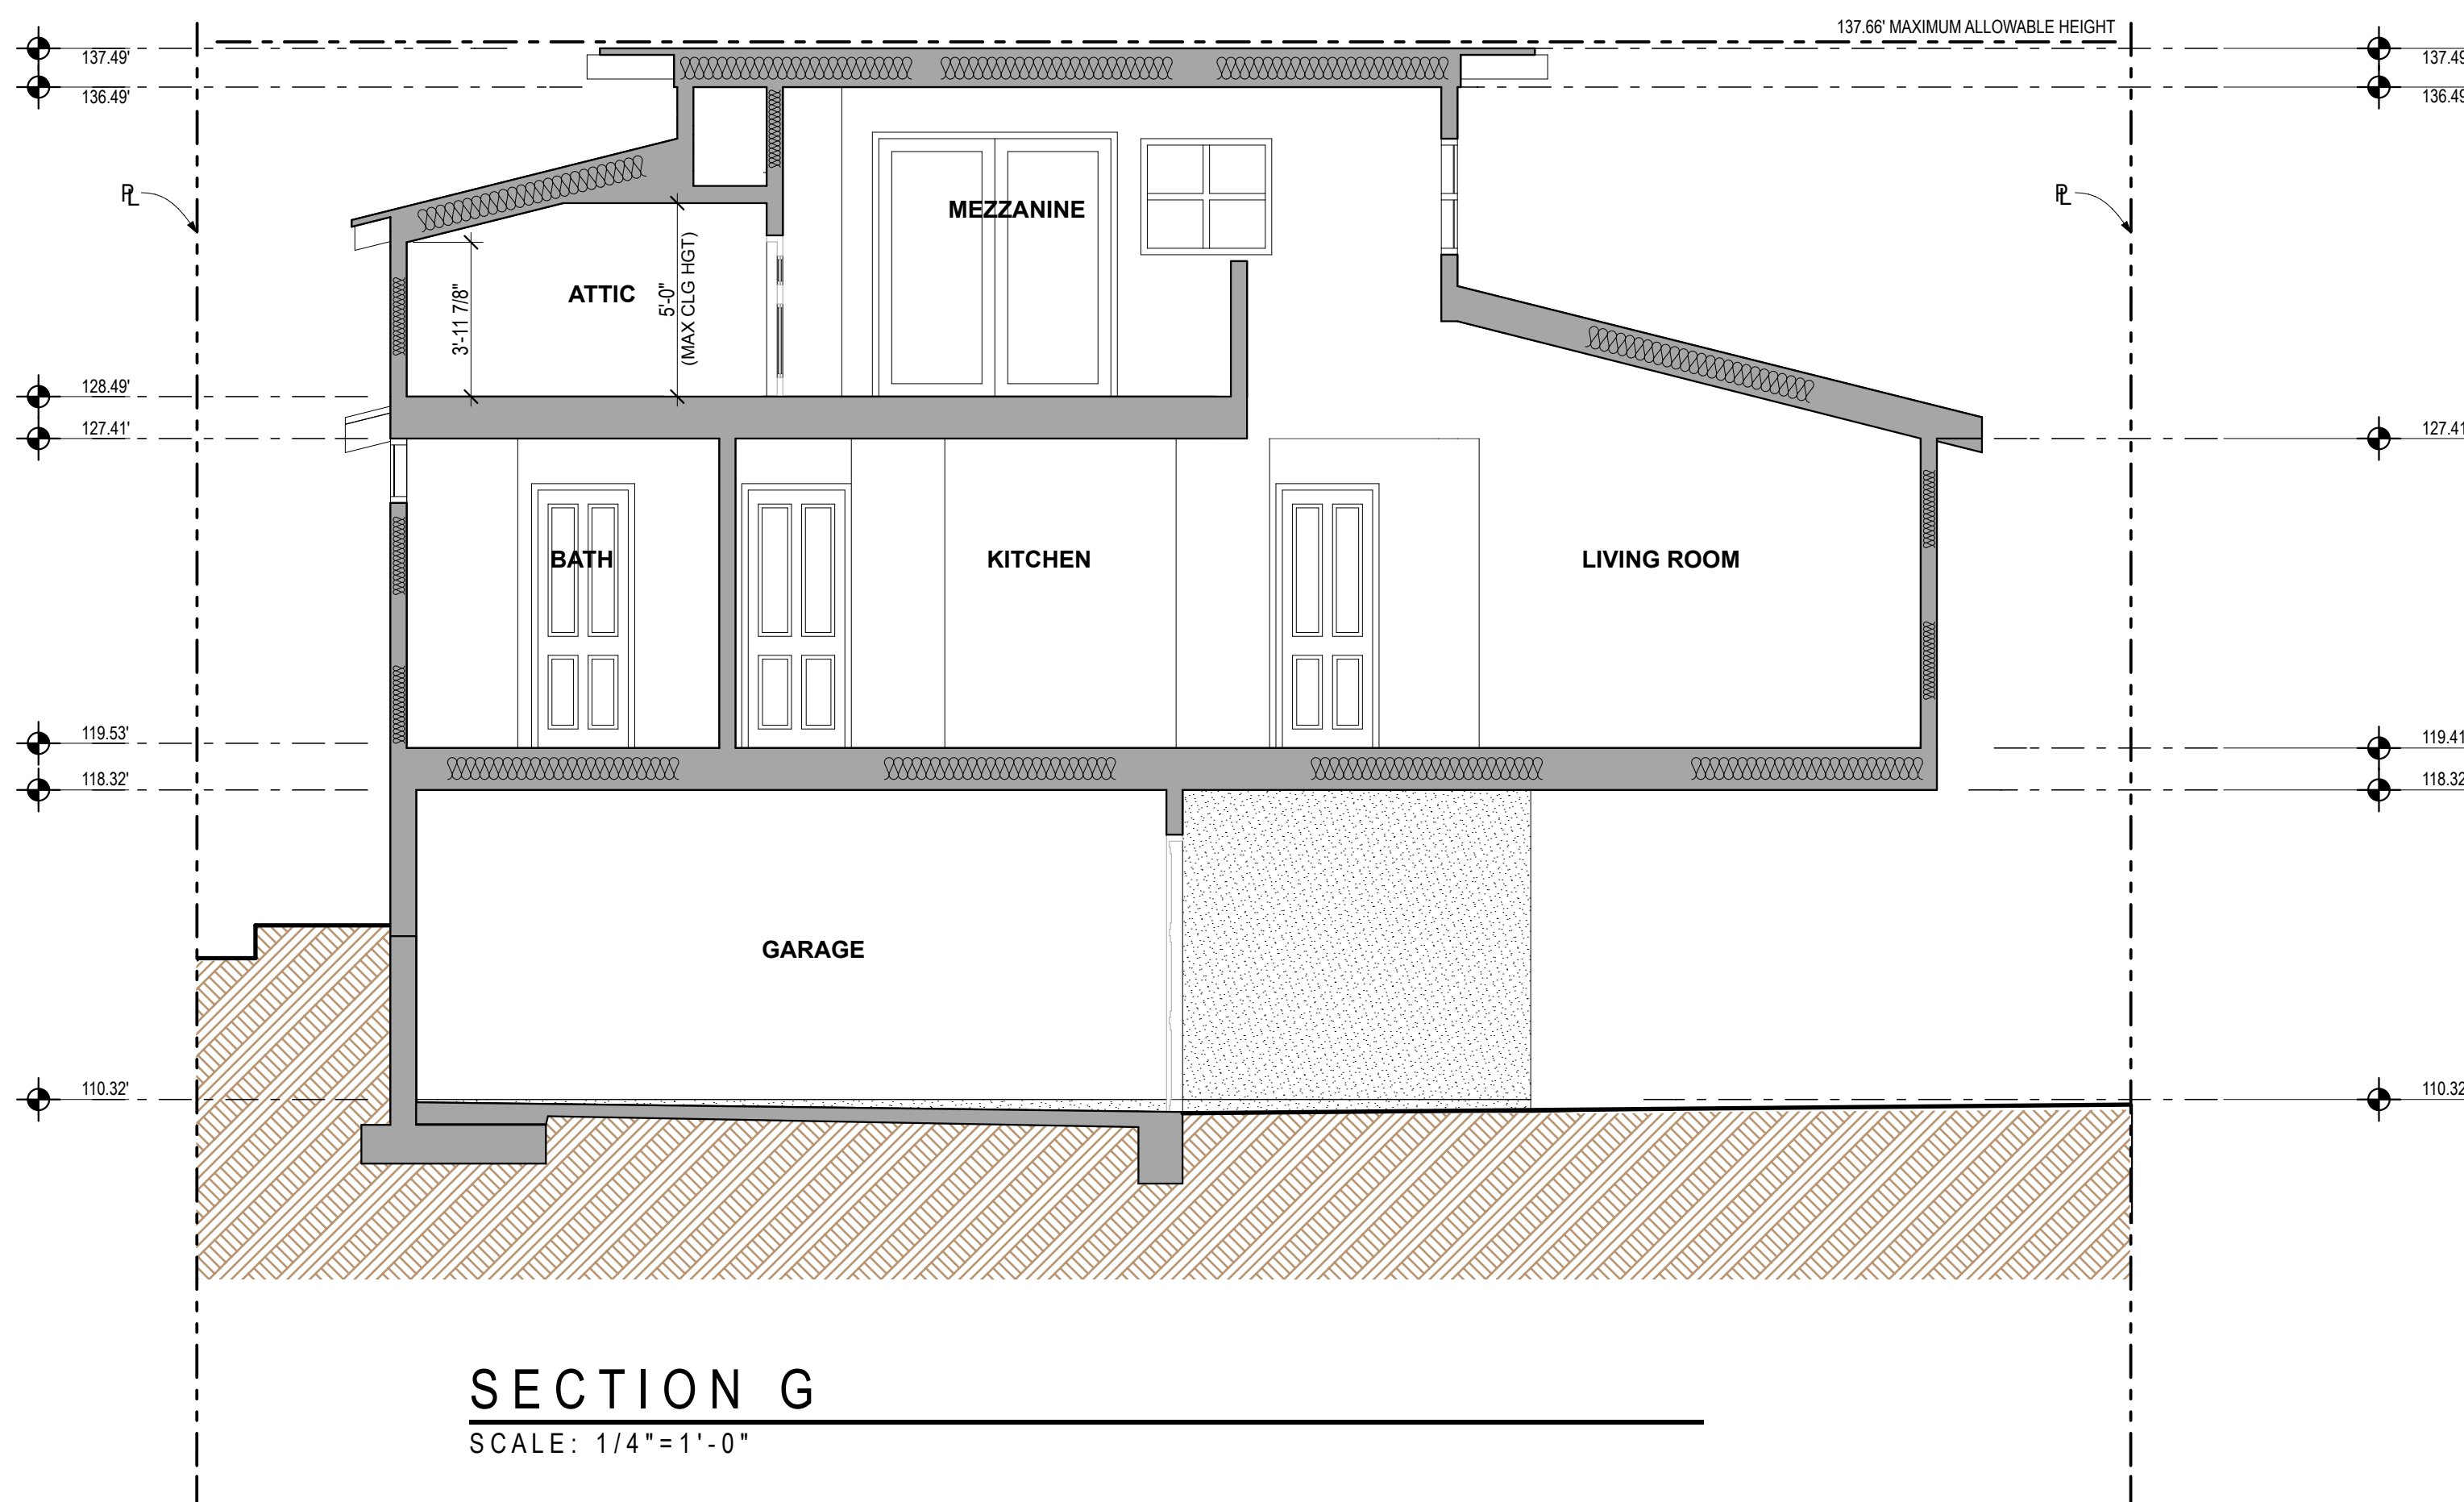 137.66' MAXIMUM ALLOWABLE HEIGHT
137.49'
137.49
136.49'
136.49
PL
PL
MEZZANINE
ATTIC
3'-11 7/8"
5'-0"
(MAX CLG HGT)
128.49'
127.41'
127.41
BATH
KITCHEN
LIVING ROOM
119.53'
119.41
118.32'
118.32
GARAGE
110.32'
110.32
SECTION G
SCALE: 1/4"=1'-0"